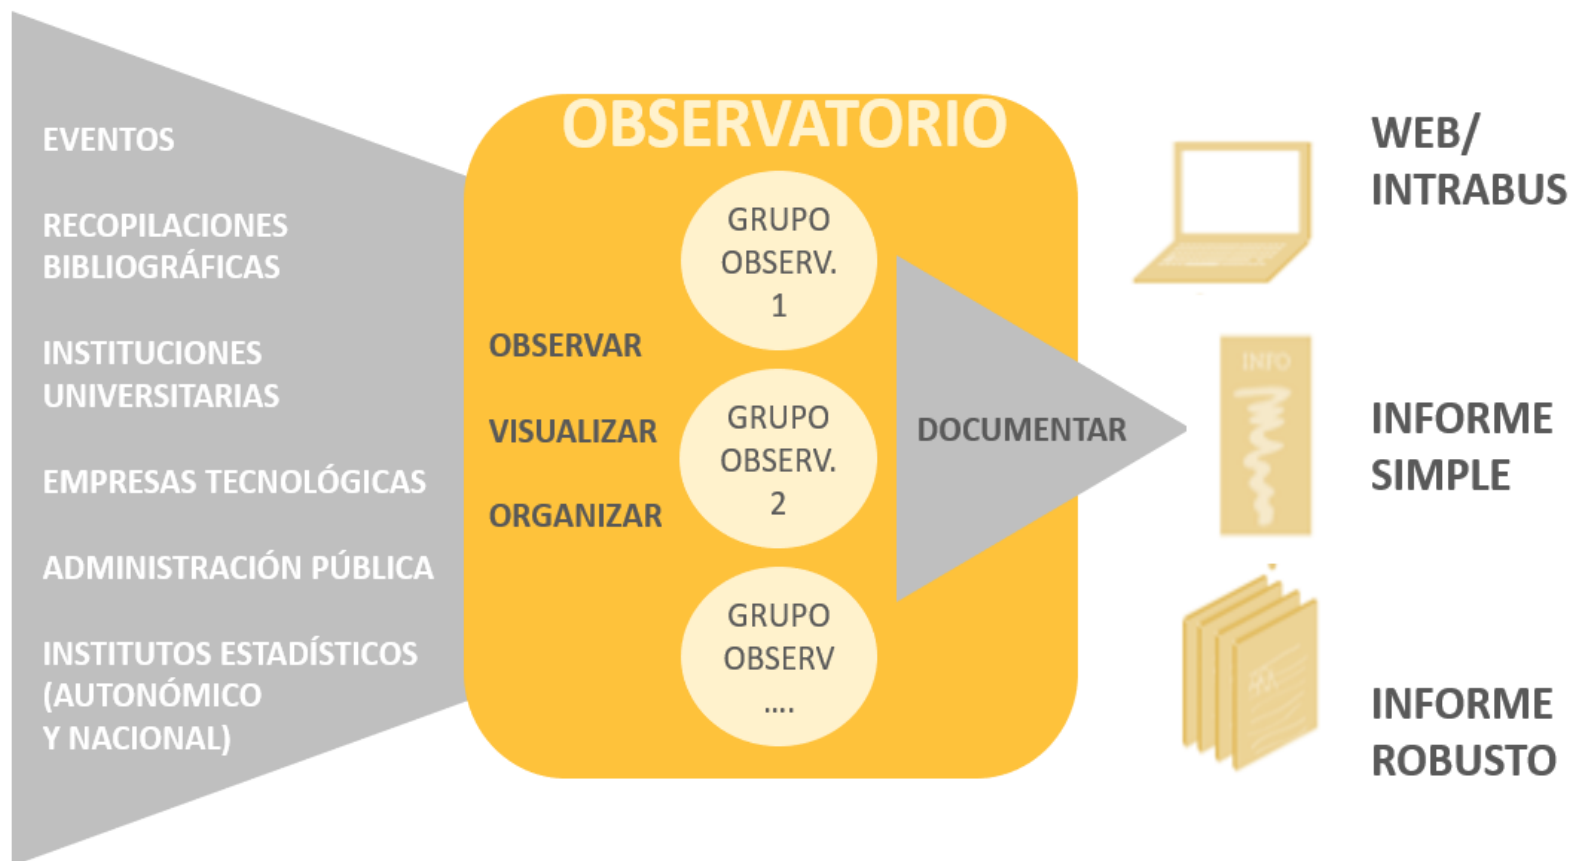 EVENTOS
RECOPILACIONES
BIBLIOGRÁFICAS
INSTITUCIONES
UNIVERSITARIAS
EMPRESAS TECNOLÓGICAS
ADMINISTRACIÓN PÚBLICA
INSTITUTOS ESTADÍSTICOS
(AUTONÓMICO
Y NACIONAL)
OBSERVATORIO
OBSERVAR
VISUALIZAR
ORGANIZAR
GRUPO
OBSERV.
1
GRUPO
OBSERV.
2
GRUPO
OBSERV
....
DOCUMENTAR
WEB/
INTRABUS
INFO
INFORME
SIMPLE
INFORME
ROBUSTO